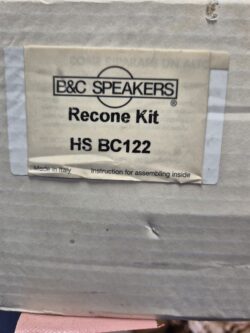 B&C SPEAKERS
®
Recone Kit
HS BC122
Made in Italy Instruction for assembling inside